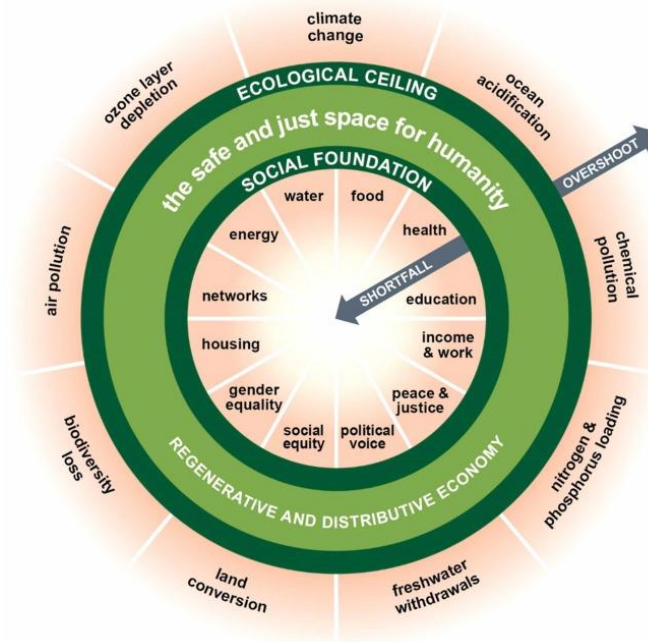 climate
change
ocean
acidification
chemical
pollution
nitrogen &
phosphorus loading
freshwater
withdrawals
land
conversion
biodiversity
loss
air pollution
ozone layer
depletion
ECOLOGICAL CEILING
OVERSHOOT
the safe and just space for humanity
SOCIAL FOUNDATION
water
food
health
SHORTFALL
education
income
& work
peace &
justice
political
voice
social
equity
gender
equality
housing
networks
energy
REGENERATIVE AND DISTRIBUTIVE ECONOMY